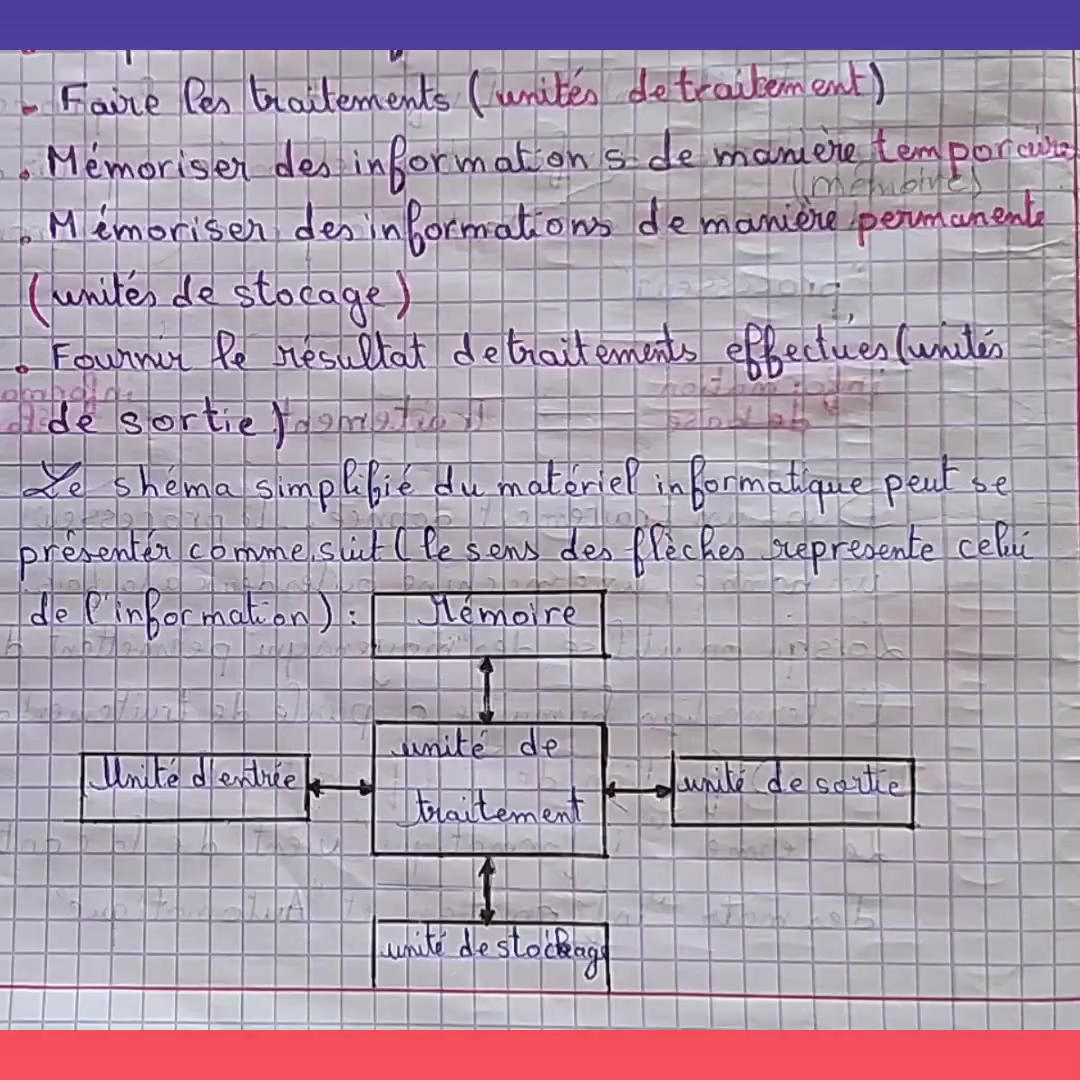 - Faire les traitements (unités de traitement)
. Mémoriser des informations de manière temporaire
(mémoire)
. Mémoriser des informations de manière permanente
(unités de stocage)
. Fournir le résultat de traitements effectués (unités
de sortie)
Le shéma simplifié du matériel informatique peut se
présenter comme suit (le sens des flèches represente celui
de l'information) :
Mémoire
unité de
traitement
Unité d'entrée
unité de sortie
unité de stockage